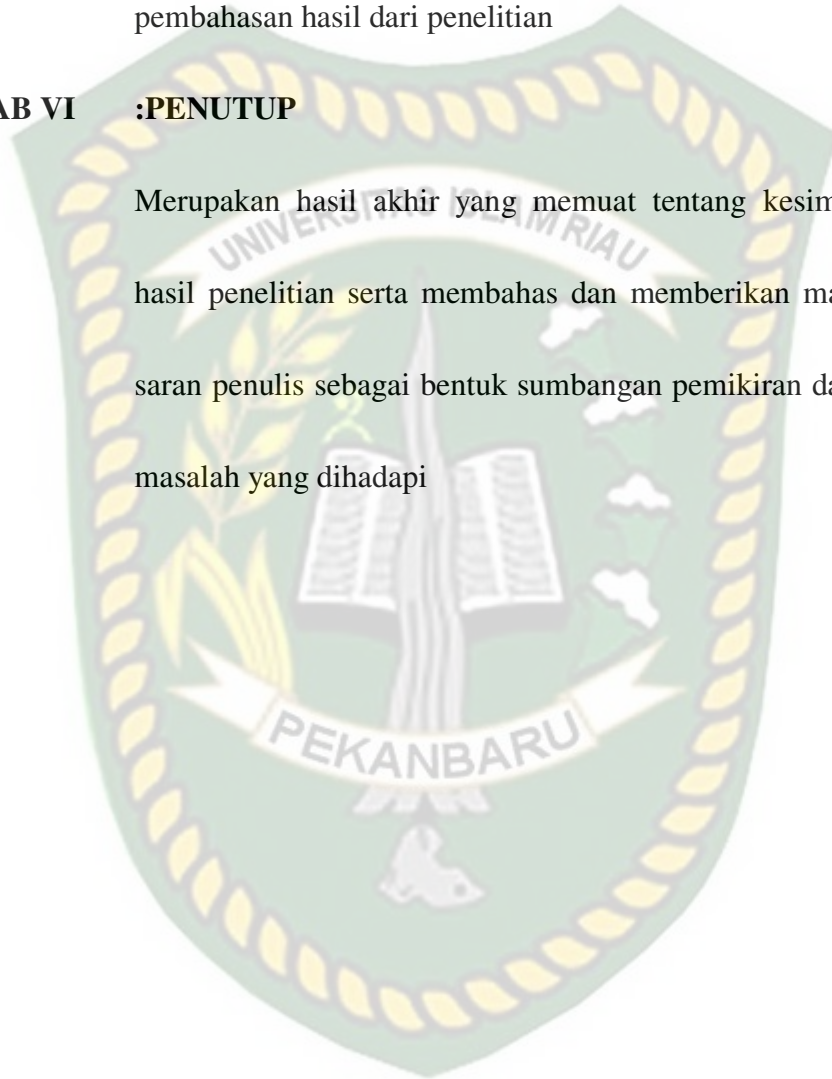 pembahasan hasil dari penelitian
AB VI :PENUTUP
Merupakan hasil akhir yang memuat tentang kesim
UNIVERSITAS ISLAM RIAU
hasil penelitian serta membahas dan memberikan ma
saran penulis sebagai bentuk sumbangan pemikiran da
masalah yang dihadapi
PEKANBARU